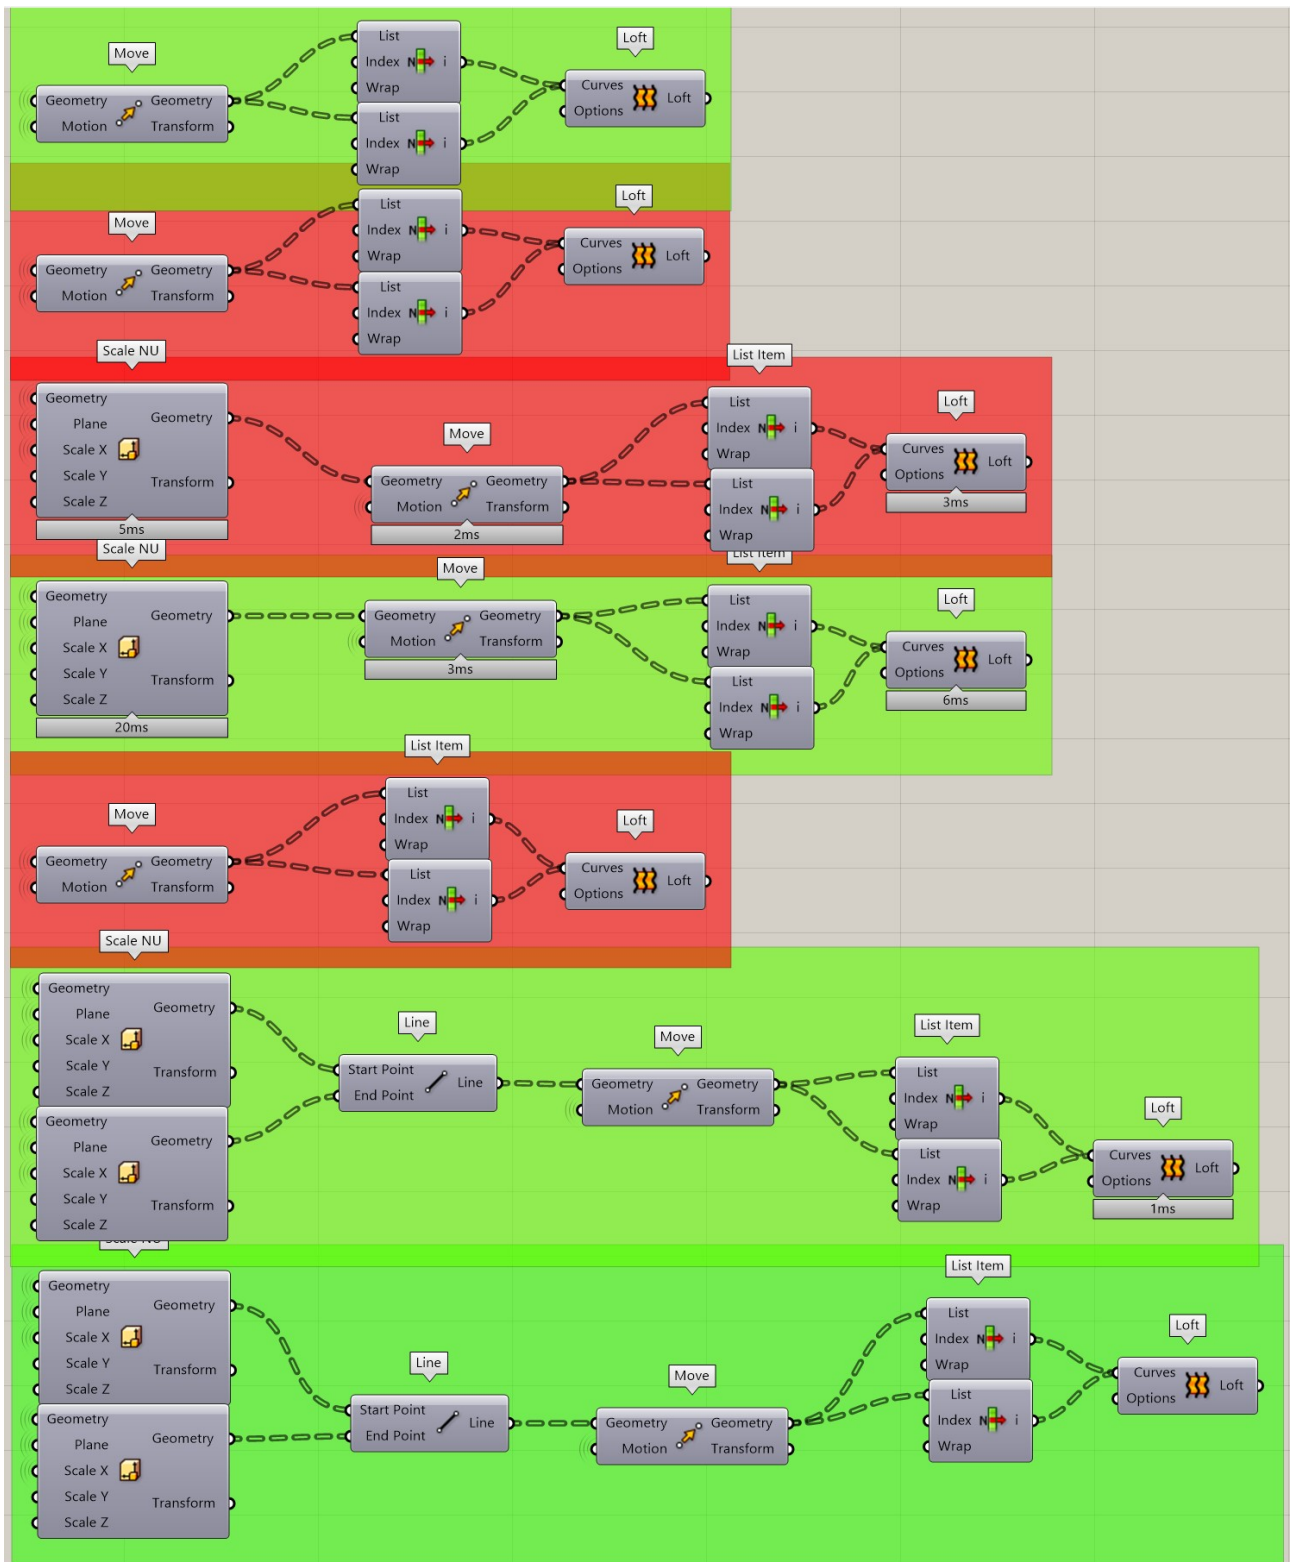 Move
Geometry Geometry
Motion Transform
List
Index N i
Wrap
List
Index N i
Wrap
Loft
Curves
Options
Loft
Move
Geometry Geometry
Motion Transform
List
Index N i
Wrap
List
Index N i
Wrap
Loft
Curves
Options
Loft
Scale NU
Geometry
Plane
Scale X
Scale Y
Scale Z
Geometry
Transform
5ms
Move
Geometry Geometry
Motion Transform
2ms
List Item
List
Index N i
Wrap
List
Index N i
Wrap
Loft
Curves
Options
Loft
3ms
Scale NU
Geometry
Plane
Scale X
Scale Y
Scale Z
Geometry
Transform
20ms
Move
Geometry Geometry
Motion Transform
3ms
List Item
List
Index N i
Wrap
List
Index N i
Wrap
Loft
Curves
Options
Loft
6ms
Move
Geometry Geometry
Motion Transform
List Item
List
Index N i
Wrap
List
Index N i
Wrap
Loft
Curves
Options
Loft
Scale NU
Geometry
Plane
Scale X
Scale Y
Scale Z
Geometry
Transform
Geometry
Plane
Scale X
Scale Y
Scale Z
Geometry
Transform
Line
Start Point
End Point
Line
Move
Geometry Geometry
Motion Transform
List Item
List
Index N i
Wrap
List
Index N i
Wrap
Loft
Curves
Options
Loft
1ms
Scale NU
Geometry
Plane
Scale X
Scale Y
Scale Z
Geometry
Transform
Geometry
Plane
Scale X
Scale Y
Scale Z
Geometry
Transform
Line
Start Point
End Point
Line
Move
Geometry Geometry
Motion Transform
List Item
List
Index N i
Wrap
List
Index N i
Wrap
Loft
Curves
Options
Loft